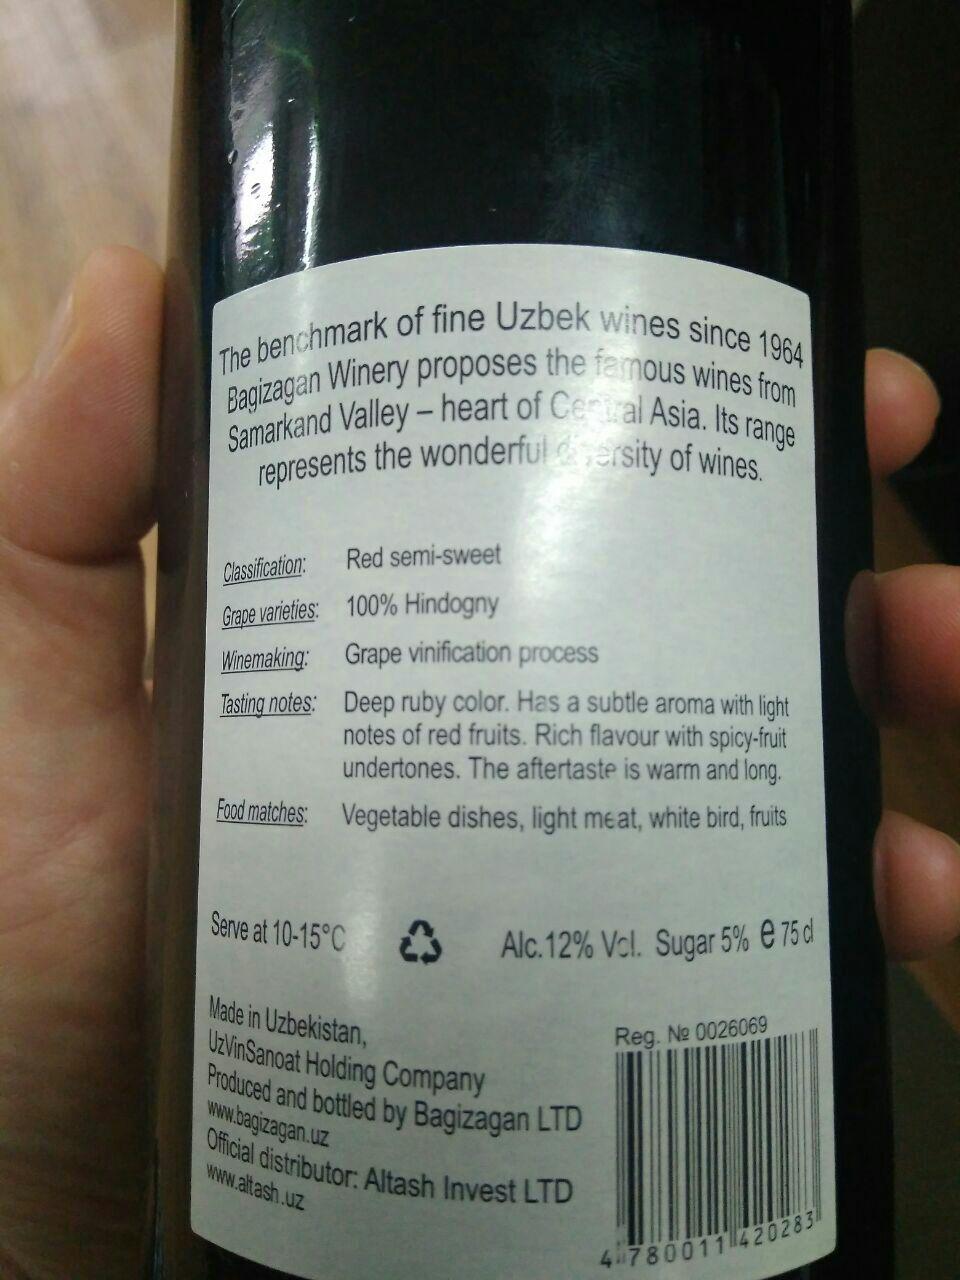 The benchmark of fine Uzbek wines since 1964
Bagizagan Winery proposes the famous wines from
Samarkand Valley – heart of Central Asia. Its range
represents the wonderful diversity of wines.
Classification: Red semi-sweet
Grape varieties: 100% Hindogny
Winemaking: Grape vinification process
Tasting notes: Deep ruby color. Has a subtle aroma with light
notes of red fruits. Rich flavour with spicy-fruit
undertones. The aftertaste is warm and long.
Food matches: Vegetable dishes, light meat, white bird, fruits
Serve at 10-15°C Alc.12% Vol. Sugar 5% e 75 cl
Made in Uzbekistan,
UzVinSanoat Holding Company
Produced and bottled by Bagizagan LTD
www.bagizagan.uz
Official distributor: Altash Invest LTD
www.altash.uz
Reg. № 0026069
4 780011 420283